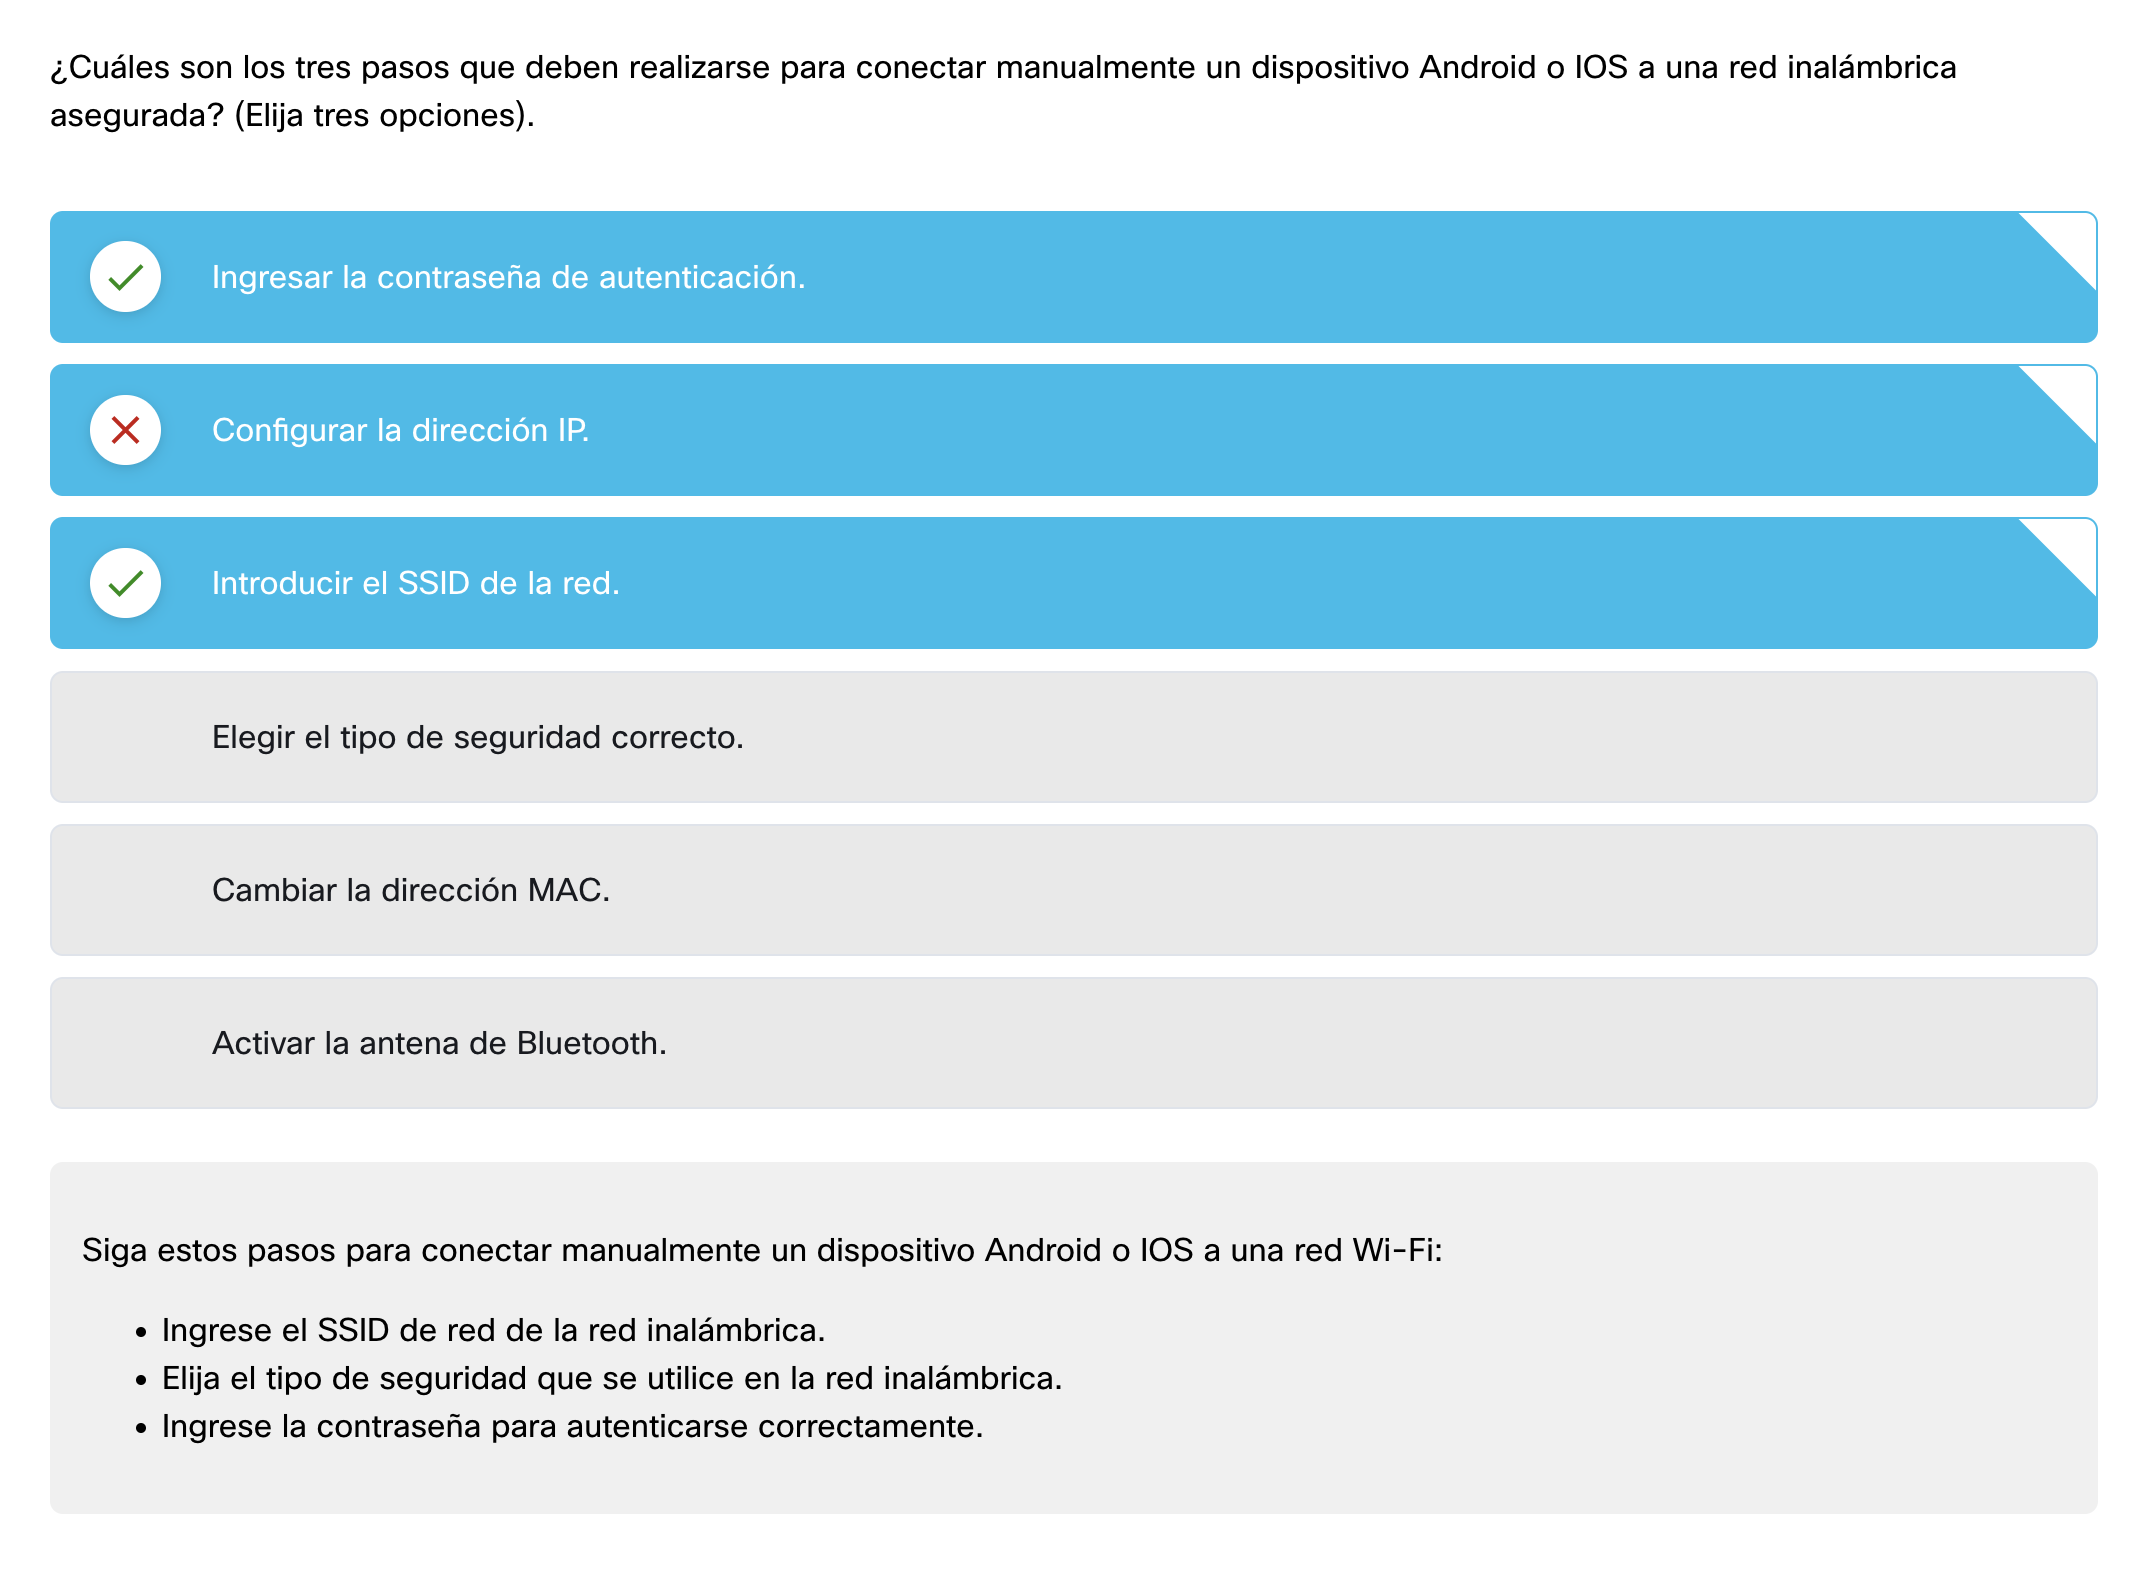 ¿Cuáles son los tres pasos que deben realizarse para conectar manualmente un dispositivo Android o IOS a una red inalámbrica
asegurada? (Elija tres opciones).
Ingresar la contraseña de autenticación.
Configurar la dirección IP.
Introducir el SSID de la red.
Elegir el tipo de seguridad correcto.
Cambiar la dirección MAC.
Activar la antena de Bluetooth.
Siga estos pasos para conectar manualmente un dispositivo Android o IOS a una red Wi-Fi:
• Ingrese el SSID de red de la red inalámbrica.
• Elija el tipo de seguridad que se utilice en la red inalámbrica.
• Ingrese la contraseña para autenticarse correctamente.